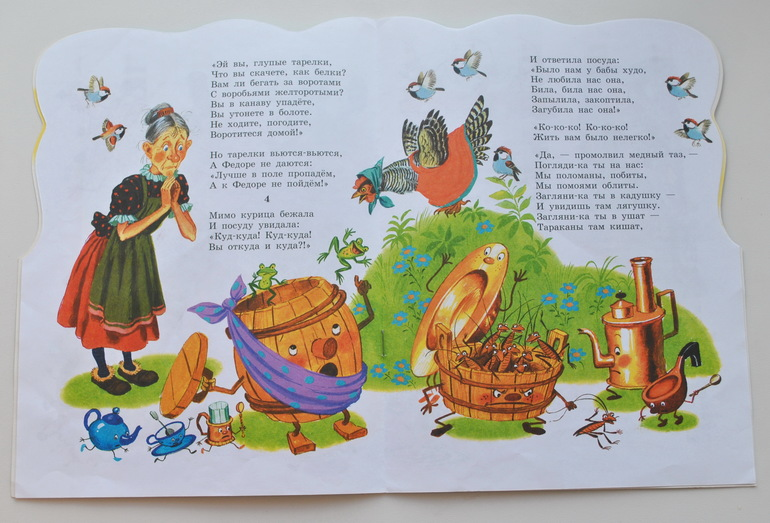 «Эй вы, глупые тарелки,
Что вы скачете, как белки?
Вам ли бегать за воротами
С воробьями желторотыми?
Вы в канаву упадёте,
Вы утонете в болоте.
Не ходите, погодите,
Воротитеся домой!»
Но тарелки вьются-вьются,
А Федоре не даются:
«Лучше в поле пропадём,
А к Федоре не пойдём!»
4
Мимо курица бежала
И посуду увидала:
«Куд-куда! Куд-куда!
Вы откуда и куда?!»
И ответила посуда:
«Было нам у бабы худо,
Не любила нас она,
Била, била нас она,
Запылила, закоптила,
Загубила нас она!»
«Ко-ко-ко! Ко-ко-ко!
Жить вам было нелегко!»
«Да, — промолвил медный таз, —
Погляди-ка ты на нас:
Мы поломаны, побиты,
Мы помоями облиты.
Загляни-ка ты в кадушку —
И увидишь там лягушку.
Загляни-ка ты в ушат —
Тараканы там кишат,